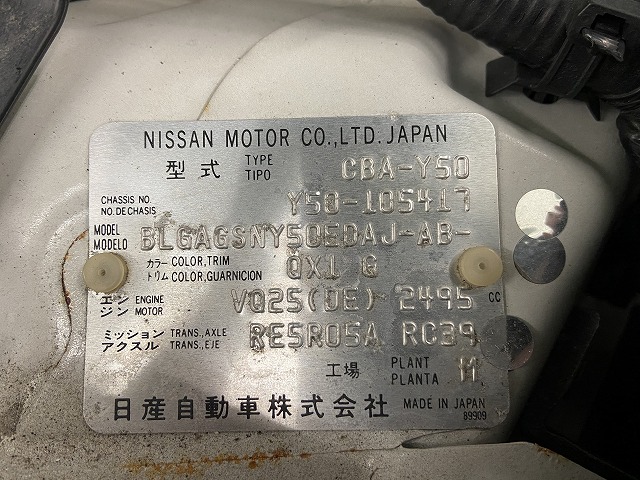 NISSAN MOTOR CO.,LTD. JAPAN
型式 TYPE TIPO CBA-Y50
CHASSIS NO. NO. DE CHASIS Y50-105417
MODEL MODELO BLGAGSNY50EDAJ-AB-
カラー COLOR,TRIM
トリム COLOR,GUARNICION QX1 G
エンジン ENGINE MOTOR VQ25(DE) 2495 CC
ミッション TRANS.,AXLE
アクスル TRANS.,EJE RE5R05A RC39
工場 PLANT PLANTA
日産自動車株式会社 MADE IN JAPAN
89909